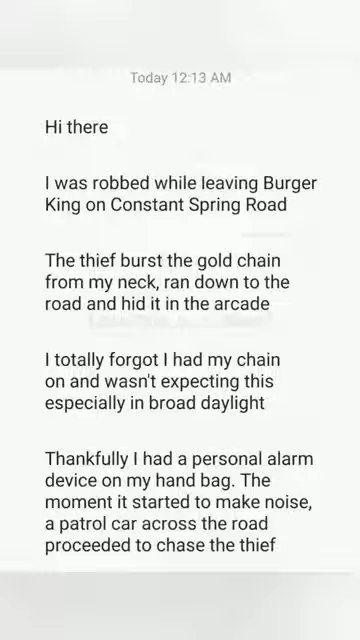 Today 12:13 AM
Hi there
I was robbed while leaving Burger
King on Constant Spring Road
The thief burst the gold chain
from my neck, ran down to the
road and hid it in the arcade
I totally forgot I had my chain
on and wasn't expecting this
especially in broad daylight
Thankfully I had a personal alarm
device on my hand bag. The
moment it started to make noise,
a patrol car across the road
proceeded to chase the thief